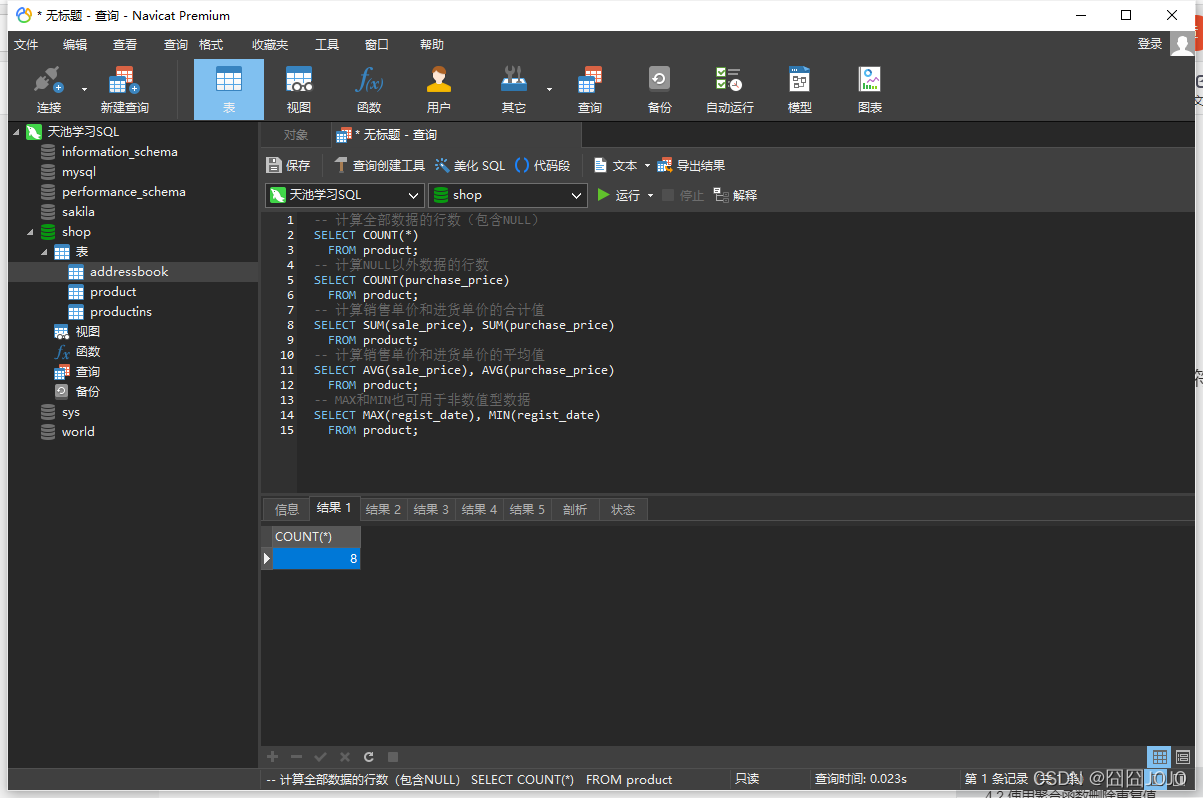 * 无标题 - 查询 - Navicat Premium
文件 编辑 查看 查询 格式 收藏夹 工具 窗口 帮助 登录
连接 新建查询 表 视图 函数 用户 其它 查询 备份 自动运行 模型 图表
天池学习SQL
information_schema
mysql
performance_schema
sakila
shop
表
addressbook
product
productins
视图
函数
查询
备份
sys
world
对象 * 无标题 - 查询
保存 查询创建工具 美化 SQL 代码段 文本 导出结果
天池学习SQL shop 运行 停止 解释
1 -- 计算全部数据的行数（包含NULL）
2 SELECT COUNT(*)
3 FROM product;
4 -- 计算NULL以外数据的行数
5 SELECT COUNT(purchase_price)
6 FROM product;
7 -- 计算销售单价和进货单价的合计值
8 SELECT SUM(sale_price), SUM(purchase_price)
9 FROM product;
10 -- 计算销售单价和进货单价的平均值
11 SELECT AVG(sale_price), AVG(purchase_price)
12 FROM product;
13 -- MAX和MIN也可用于非数值型数据
14 SELECT MAX(regist_date), MIN(regist_date)
15 FROM product;
信息 结果 1 结果 2 结果 3 结果 4 结果 5 剖析 状态
COUNT(*)
8
-- 计算全部数据的行数（包含NULL） SELECT COUNT(*) FROM product 只读 查询时间: 0.023s 第 1 条记录
CSDN @囧囧JOJO
4.2 使用聚合函数删除重复值